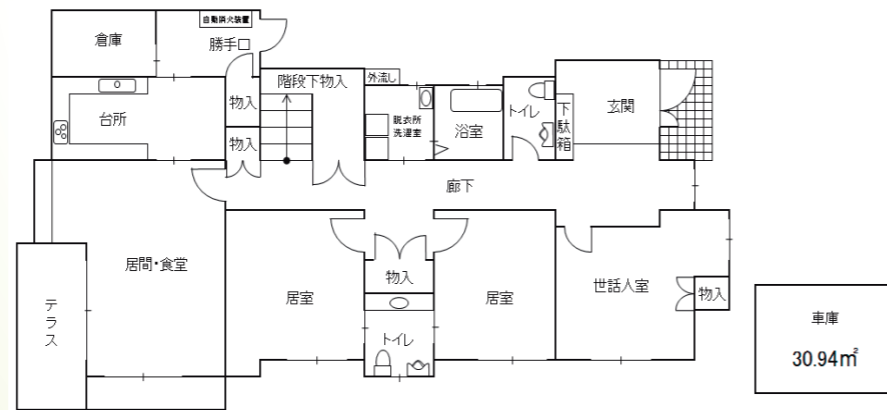 自動消火装置
倉庫
勝手口
階段下物入
外流し
物入
台所
脱衣所
洗濯室
浴室
トイレ
下駄箱
玄関
物入
廊下
居間・食堂
物入
居室
居室
世話人室
物入
テラス
トイレ
車庫
30.94㎡